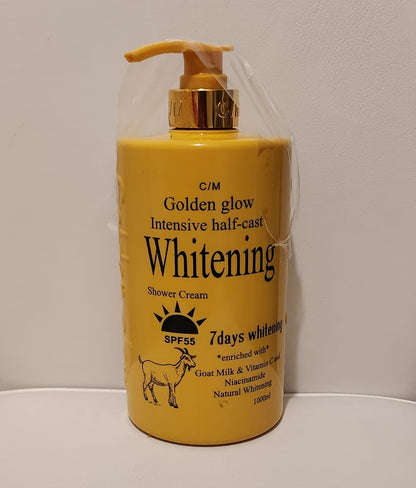 C/M
Golden glow
Intensive half-cast
Whitening
Shower Cream
SPF55
7days whitening
*enriched with*
Goat Milk & Vitamin C and
Niacinamide
Natural Whitening
1000ml